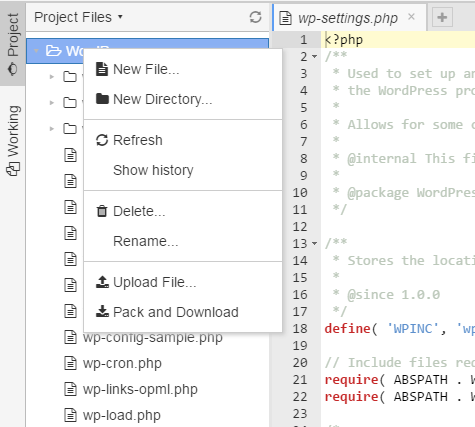 Project
Working
Project Files
New File...
New Directory...
Refresh
Show history
Delete...
Rename...
Upload File...
Pack and Download
wp-config-sample.php
wp-cron.php
wp-links-opml.php
wp-load.php
wp-settings.php × +
1 <?php
2 /**
3 * Used to set up an
4 * the WordPress pro
5 *
6 * Allows for some c
7 *
8 * @internal This fi
9 *
10 * @package WordPres
11 */
12
13 /**
14 * Stores the locati
15 *
16 * @since 1.0.0
17 */
18 define( 'WPINC', 'wp
19
20 // Include files rec
21 require( ABSPATH . W
22 require( ABSPATH . W
23